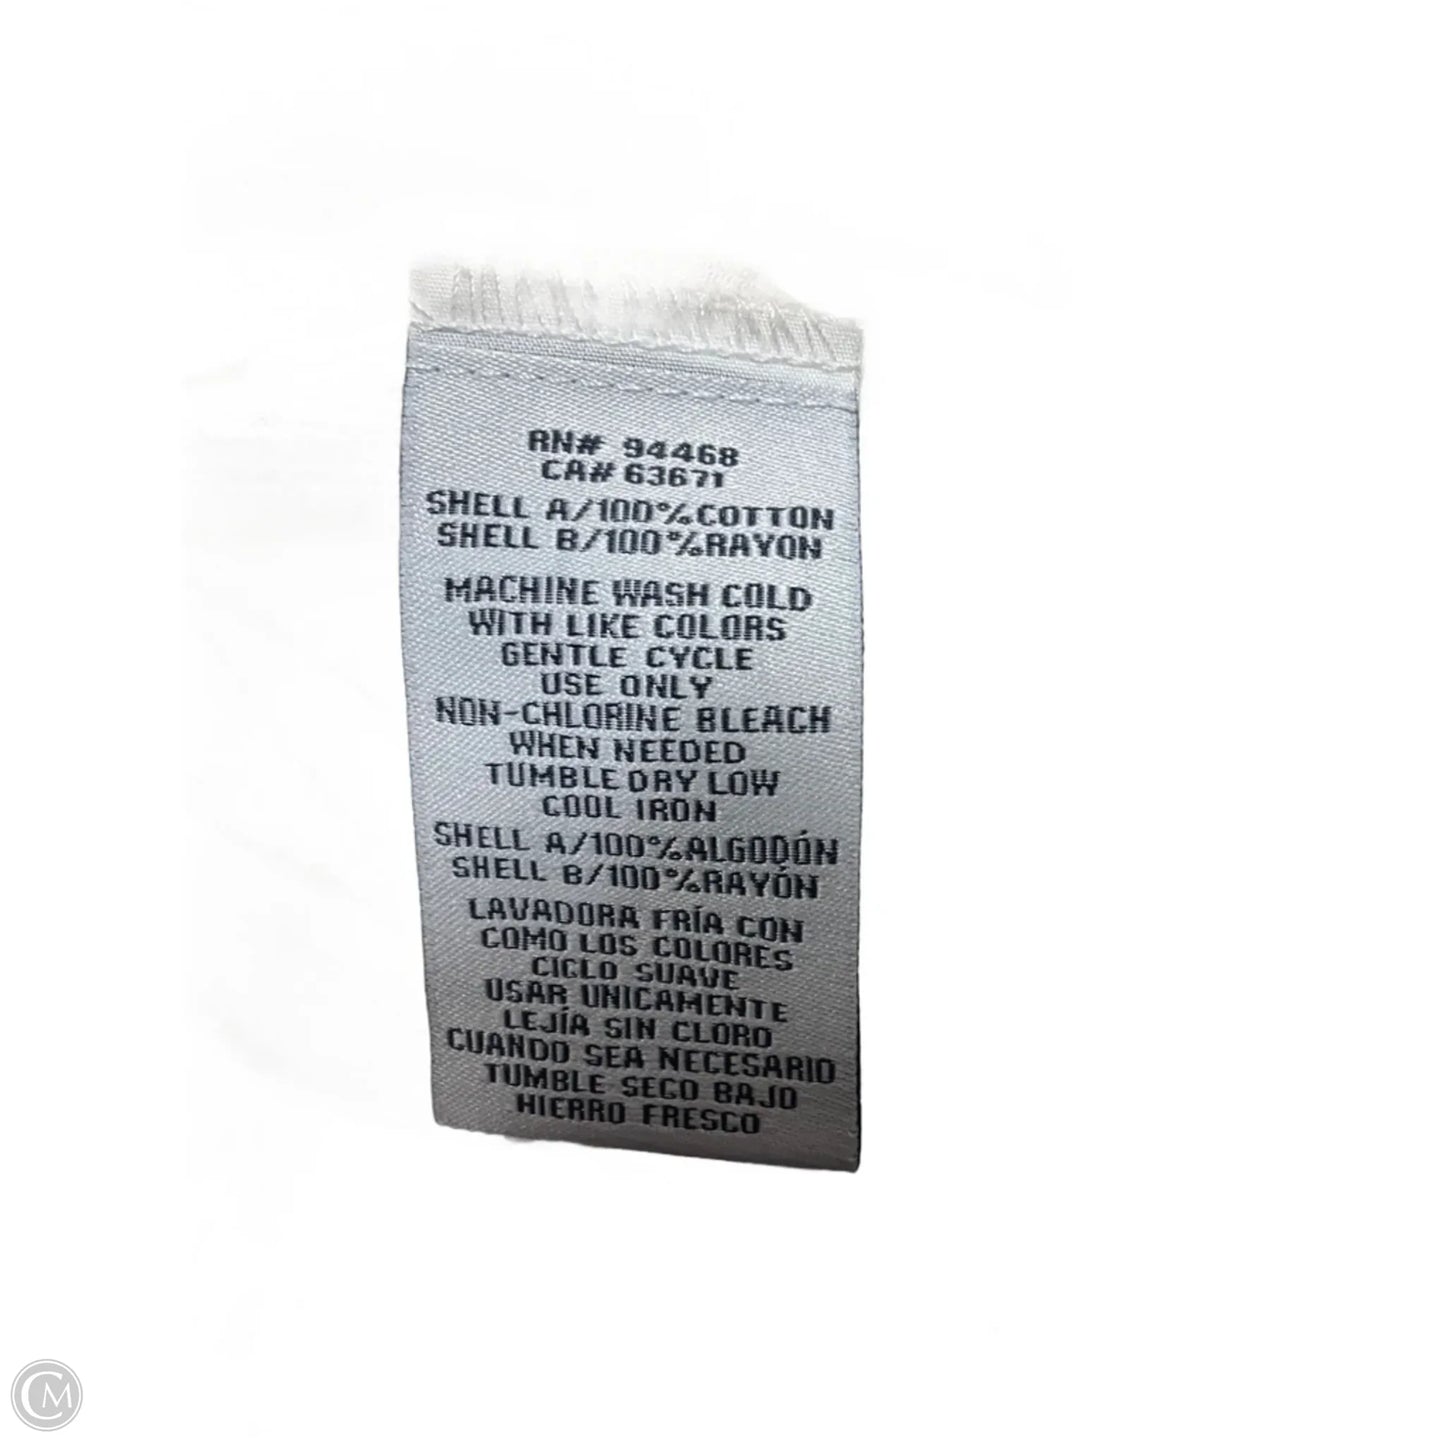 RN# 94468
CA# 63671
SHELL A/100%COTTON
SHELL B/100%RAYON
MACHINE WASH COLD
WITH LIKE COLORS
GENTLE CYCLE
USE ONLY
NON-CHLORINE BLEACH
WHEN NEEDED
TUMBLE DRY LOW
COOL IRON
SHELL A/100%ALGODÓN
SHELL B/100%RAYÓN
LAVADORA FRÍA CON
COMO LOS COLORES
CICLO SUAVE
USAR UNICAMENTE
LEJÍA SIN CLORO
CUANDO SEA NECESARIO
TUMBLE SECO BAJO
HIERRO FRESCO
CM